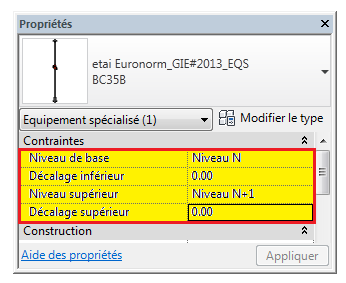 Propriétés
etai Euronorm_GIE#2013_EQS
BC35B
Equipement spécialisé (1)
Modifier le type
Contraintes
Niveau de base Niveau N
Décalage inférieur 0.00
Niveau supérieur Niveau N+1
Décalage supérieur 0.00
Construction
Aide des propriétés
Appliquer